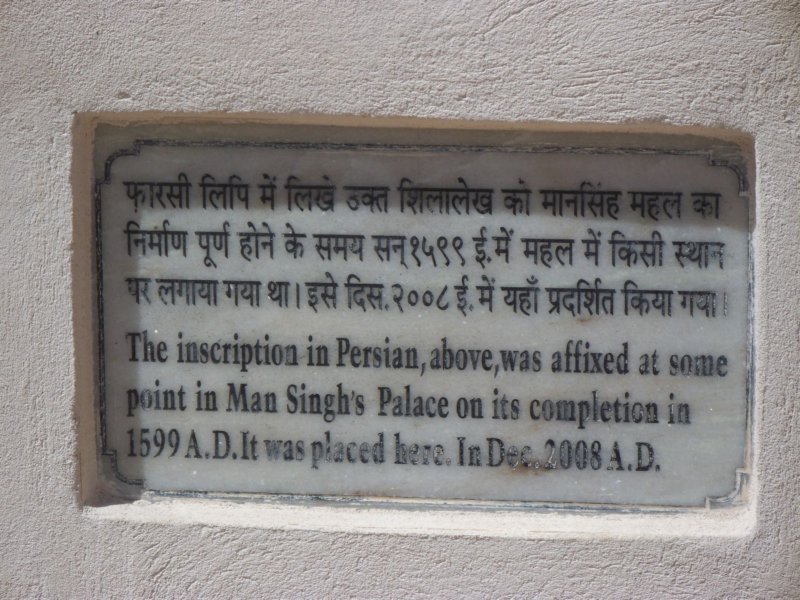 फ़ारसी लिपि में लिखे उक्त शिलालेख को मानसिंह महल का
निर्माण पूर्ण होने के समय सन् १५९९ ई. में महल में किसी स्थान
पर लगाया गया था। इसे दिस. २००८ ई. में यहाँ प्रदर्शित किया गया।
The inscription in Persian, above, was affixed at some
point in Man Singh's Palace on its completion in
1599 A.D. It was placed here. In Dec. 2008 A.D.